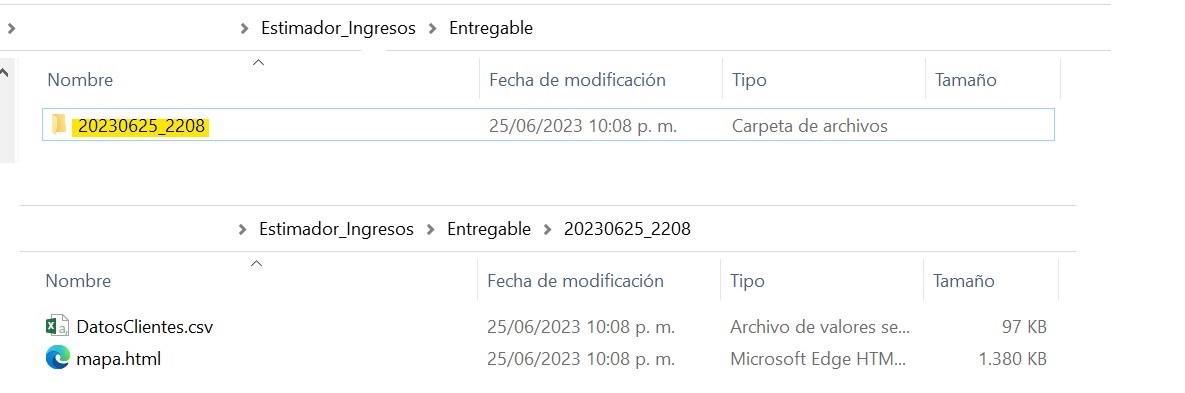 Estimador_Ingresos Entregable
Nombre Fecha de modificación Tipo Tamaño
20230625_2208 25/06/2023 10:08 p. m. Carpeta de archivos
Estimador_Ingresos Entregable 20230625_2208
Nombre Fecha de modificación Tipo Tamaño
DatosClientes.csv 25/06/2023 10:08 p. m. Archivo de valores se... 97 KB
mapa.html 25/06/2023 10:08 p. m. Microsoft Edge HTM... 1.380 KB